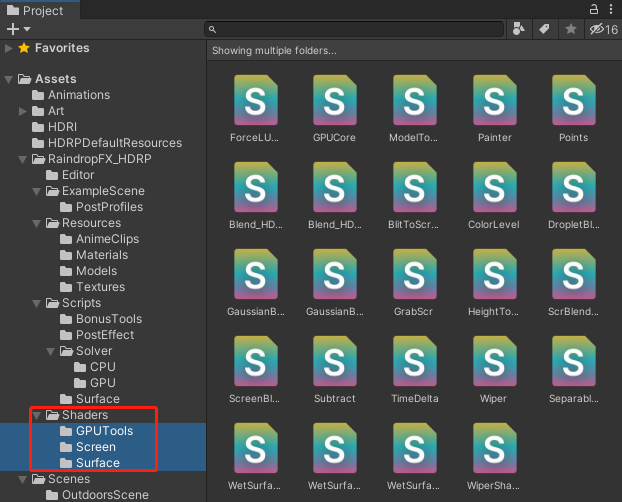 Project
16
Favorites
Assets
Animations
Art
HDRI
HDRPDefaultResources
RaindropFX_HDRP
Editor
ExampleScene
PostProfiles
Resources
AnimeClips
Materials
Models
Textures
Scripts
BonusTools
PostEffect
Solver
CPU
GPU
Surface
Shaders
GPUTools
Screen
Surface
Scenes
OutdoorsScene
Showing multiple folders...
S S S S S
ForceLU... GPUCore ModelTo... Painter Points
S S S S S
Blend_HD... Blend_HD... BlitToScr... ColorLevel DropletBl...
S S S S S
GaussianB... GaussianB... GrabScr HeightTo... ScrBlend...
S S S S S
ScreenBl... Subtract TimeDelta Wiper Separabl...
S S S S
WetSurfa... WetSurfa... WetSurfa... WiperSha...